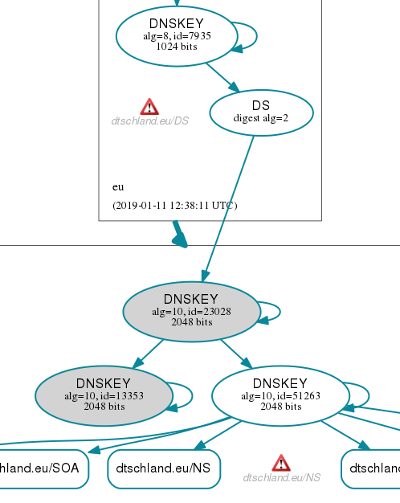 DNSKEY
alg=8, id=7935
1024 bits
DS
digest alg=2
dtschland.eu/DS
eu
(2019-01-11 12:38:11 UTC)
DNSKEY
alg=10, id=23028
2048 bits
DNSKEY
alg=10, id=13353
2048 bits
DNSKEY
alg=10, id=51263
2048 bits
hland.eu/SOA
dtschland.eu/NS
dtschland.eu/NS
dtschland